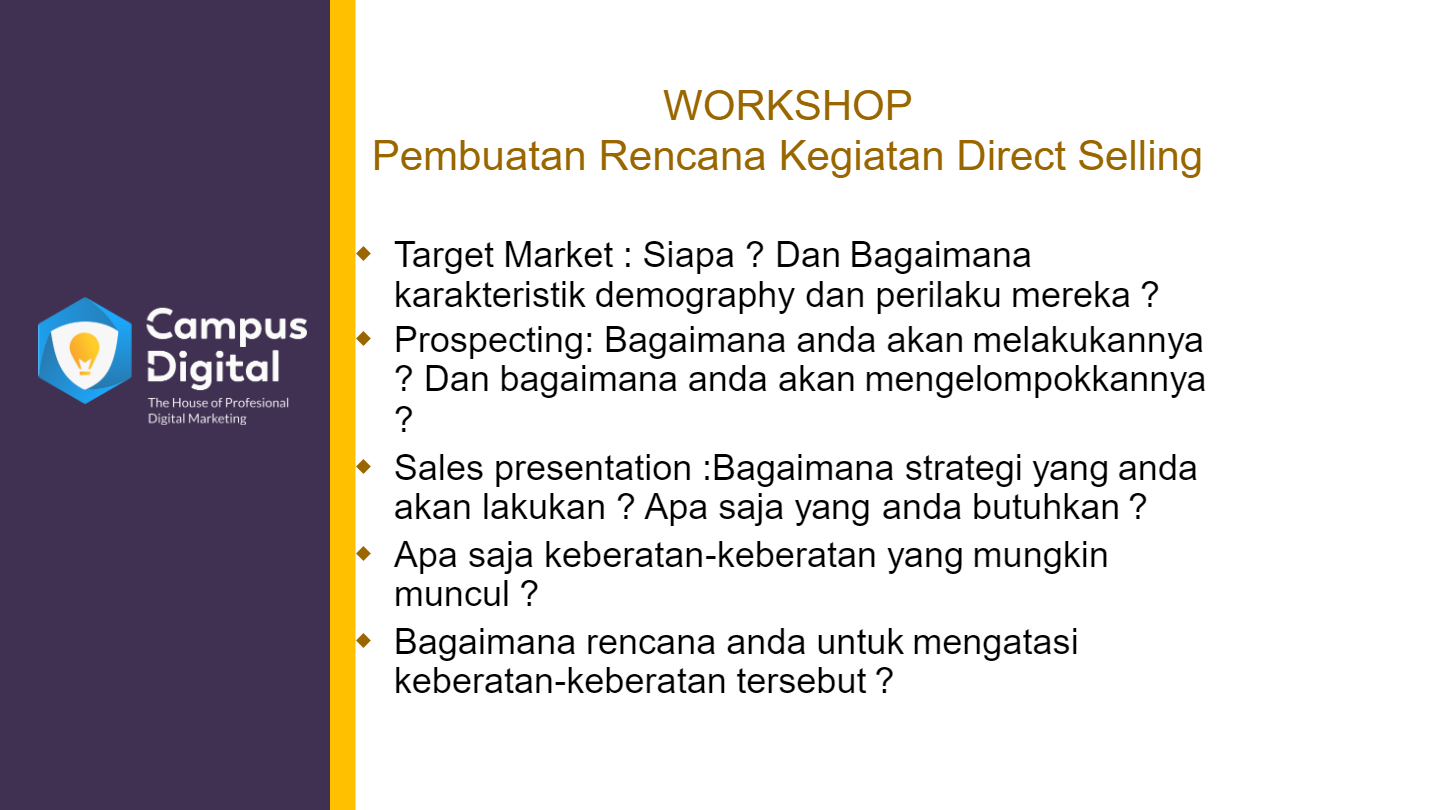 Campus
Digital
The House of Profesional
Digital Marketing
WORKSHOP
Pembuatan Rencana Kegiatan Direct Selling
Target Market : Siapa ? Dan Bagaimana
karakteristik demography dan perilaku mereka ?
Prospecting: Bagaimana anda akan melakukannya
? Dan bagaimana anda akan mengelompokkannya
?
Sales presentation :Bagaimana strategi yang anda
akan lakukan ? Apa saja yang anda butuhkan ?
Apa saja keberatan-keberatan yang mungkin
muncul ?
Bagaimana rencana anda untuk mengatasi
keberatan-keberatan tersebut ?